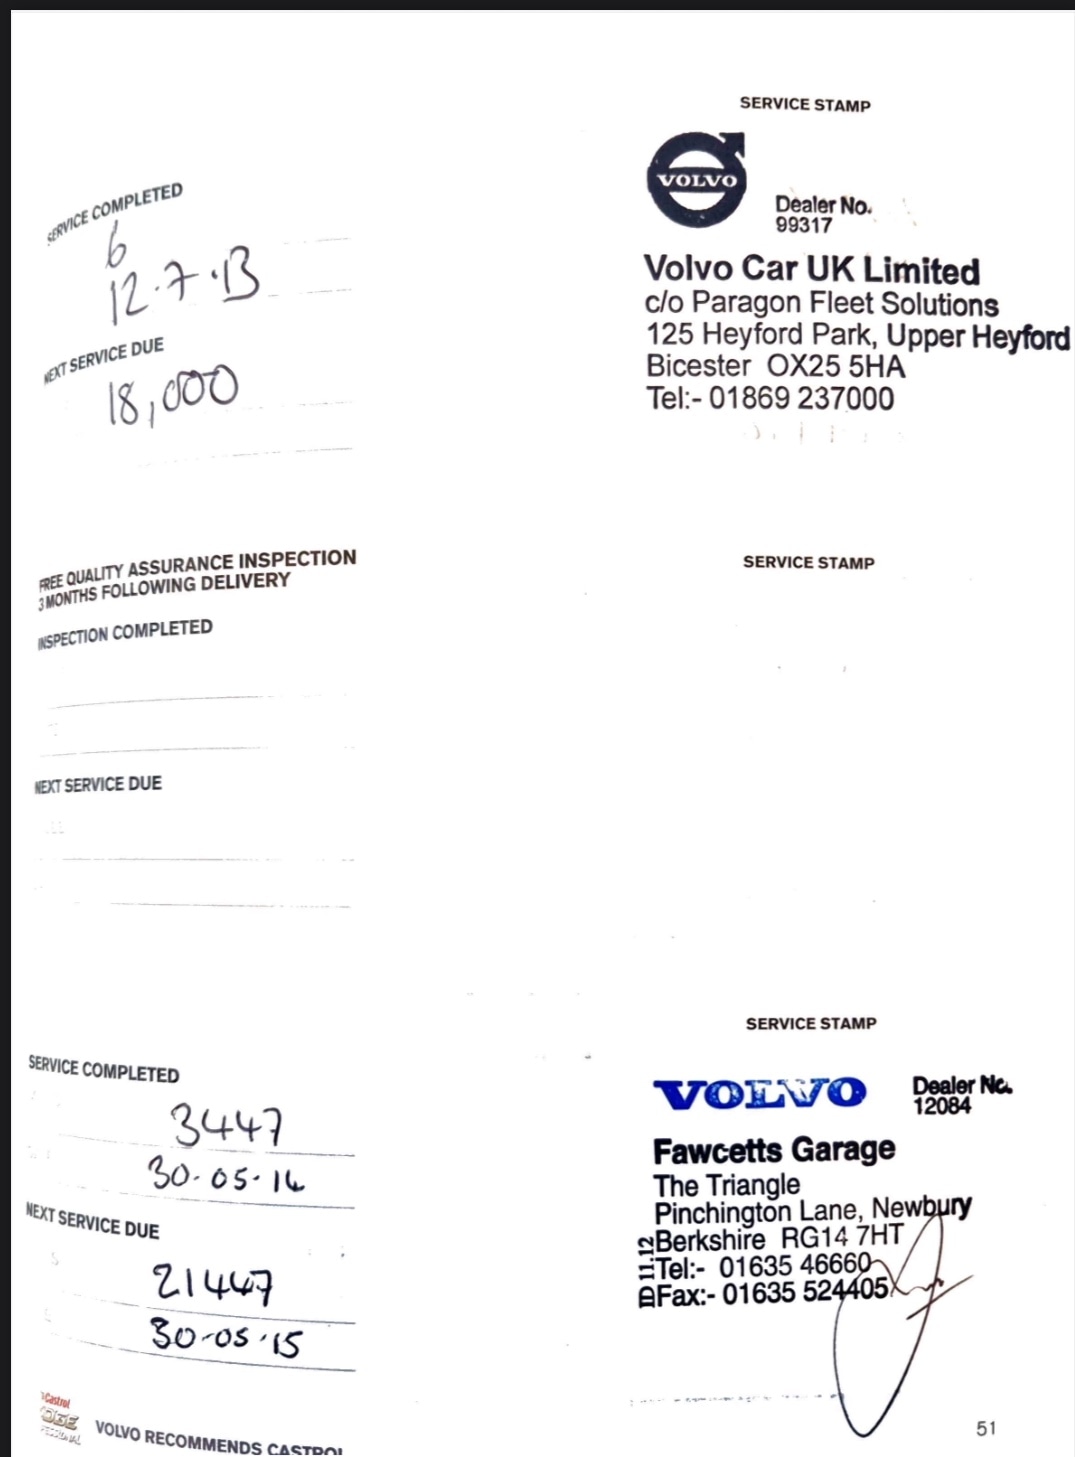 SERVICE COMPLETED
6
12.7.13
NEXT SERVICE DUE
18,000
SERVICE STAMP
VOLVO
Dealer No.
99317
Volvo Car UK Limited
c/o Paragon Fleet Solutions
125 Heyford Park, Upper Heyford
Bicester OX25 5HA
Tel:- 01869 237000
FREE QUALITY ASSURANCE INSPECTION
3 MONTHS FOLLOWING DELIVERY
INSPECTION COMPLETED
NEXT SERVICE DUE
SERVICE STAMP
SERVICE COMPLETED
3447
30-05-14
NEXT SERVICE DUE
21447
30-05-15
SERVICE STAMP
VOLVO
Dealer No.
12084
Fawcetts Garage
The Triangle
Pinchington Lane, Newbury
Berkshire RG14 7HT
Tel:- 01635 46660
Fax:- 01635 524405
D 11.12
Castrol
VOLVO RECOMMENDS CASTROL
51